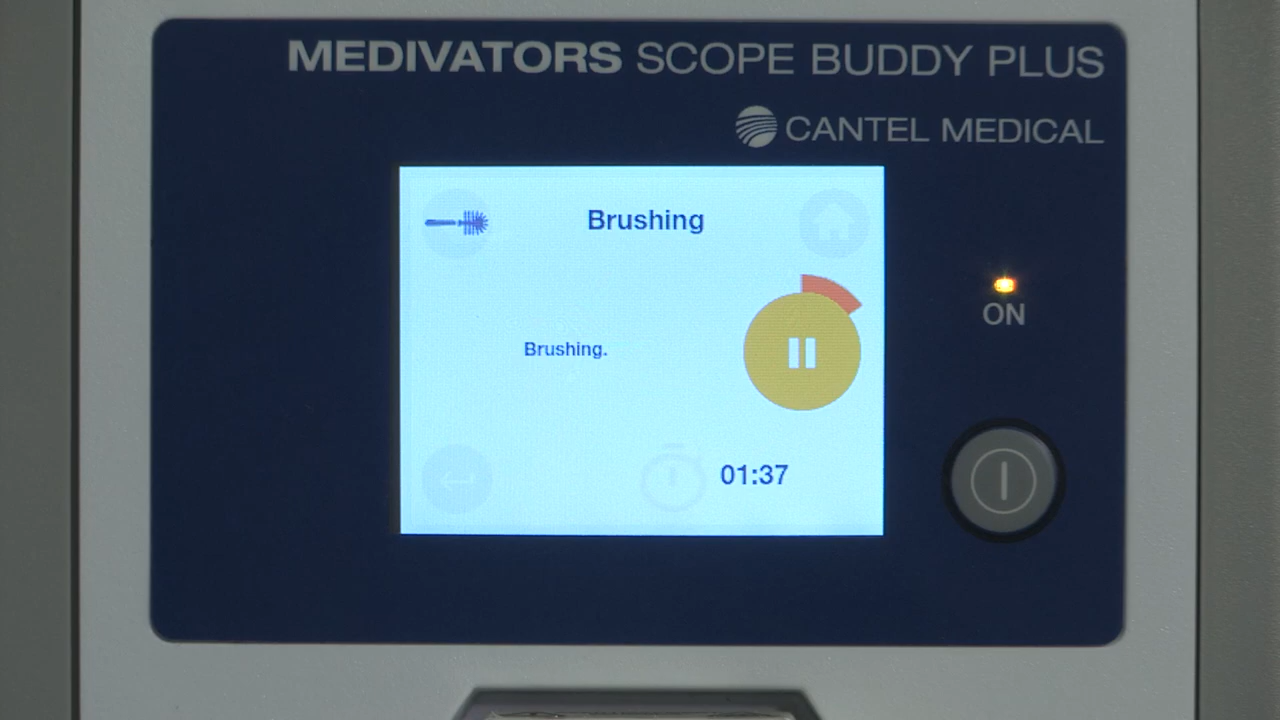 MEDIVATORS SCOPE BUDDY PLUS
CANTEL MEDICAL
Brushing
Brushing.
ON
01:37